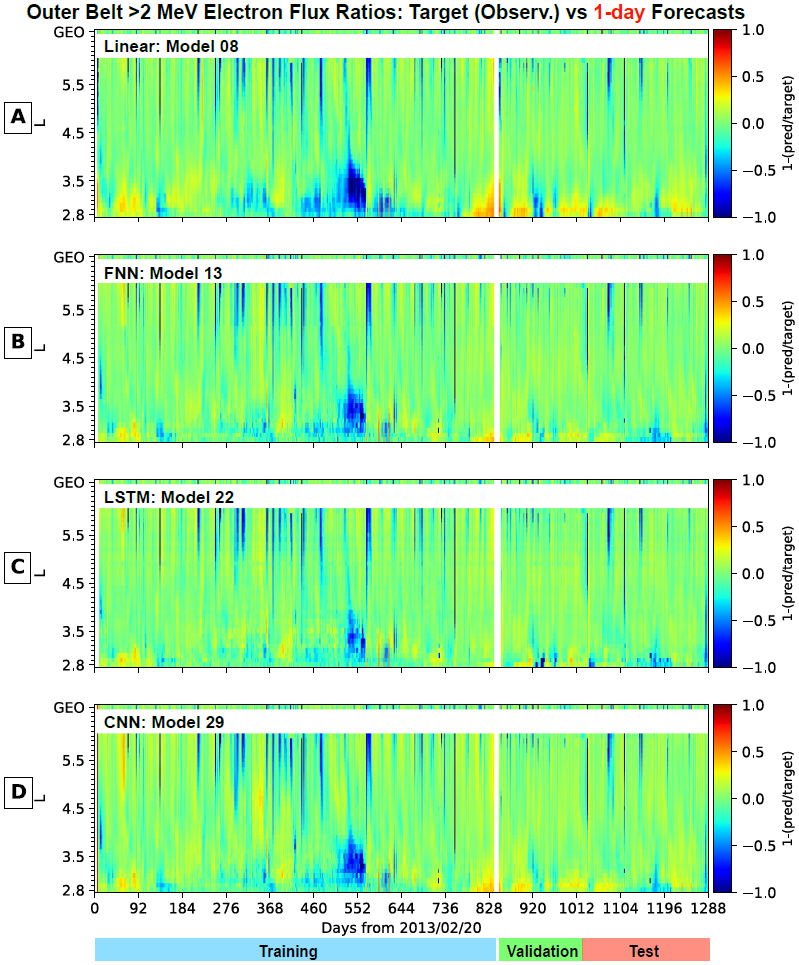 Outer Belt >2 MeV Electron Flux Ratios: Target (Observ.) vs 1-day Forecasts
A
L
GEO
5.5
4.5
3.5
2.8
Linear: Model 08
1.0
0.5
0.0
−0.5
−1.0
1-(pred/target)
B
L
GEO
5.5
4.5
3.5
2.8
FNN: Model 13
1.0
0.5
0.0
−0.5
−1.0
1-(pred/target)
C
L
GEO
5.5
4.5
3.5
2.8
LSTM: Model 22
1.0
0.5
0.0
−0.5
−1.0
1-(pred/target)
D
L
GEO
5.5
4.5
3.5
2.8
CNN: Model 29
1.0
0.5
0.0
−0.5
−1.0
1-(pred/target)
0 92 184 276 368 460 552 644 736 828 920 1012 1104 1196 1288
Days from 2013/02/20
Training Validation Test